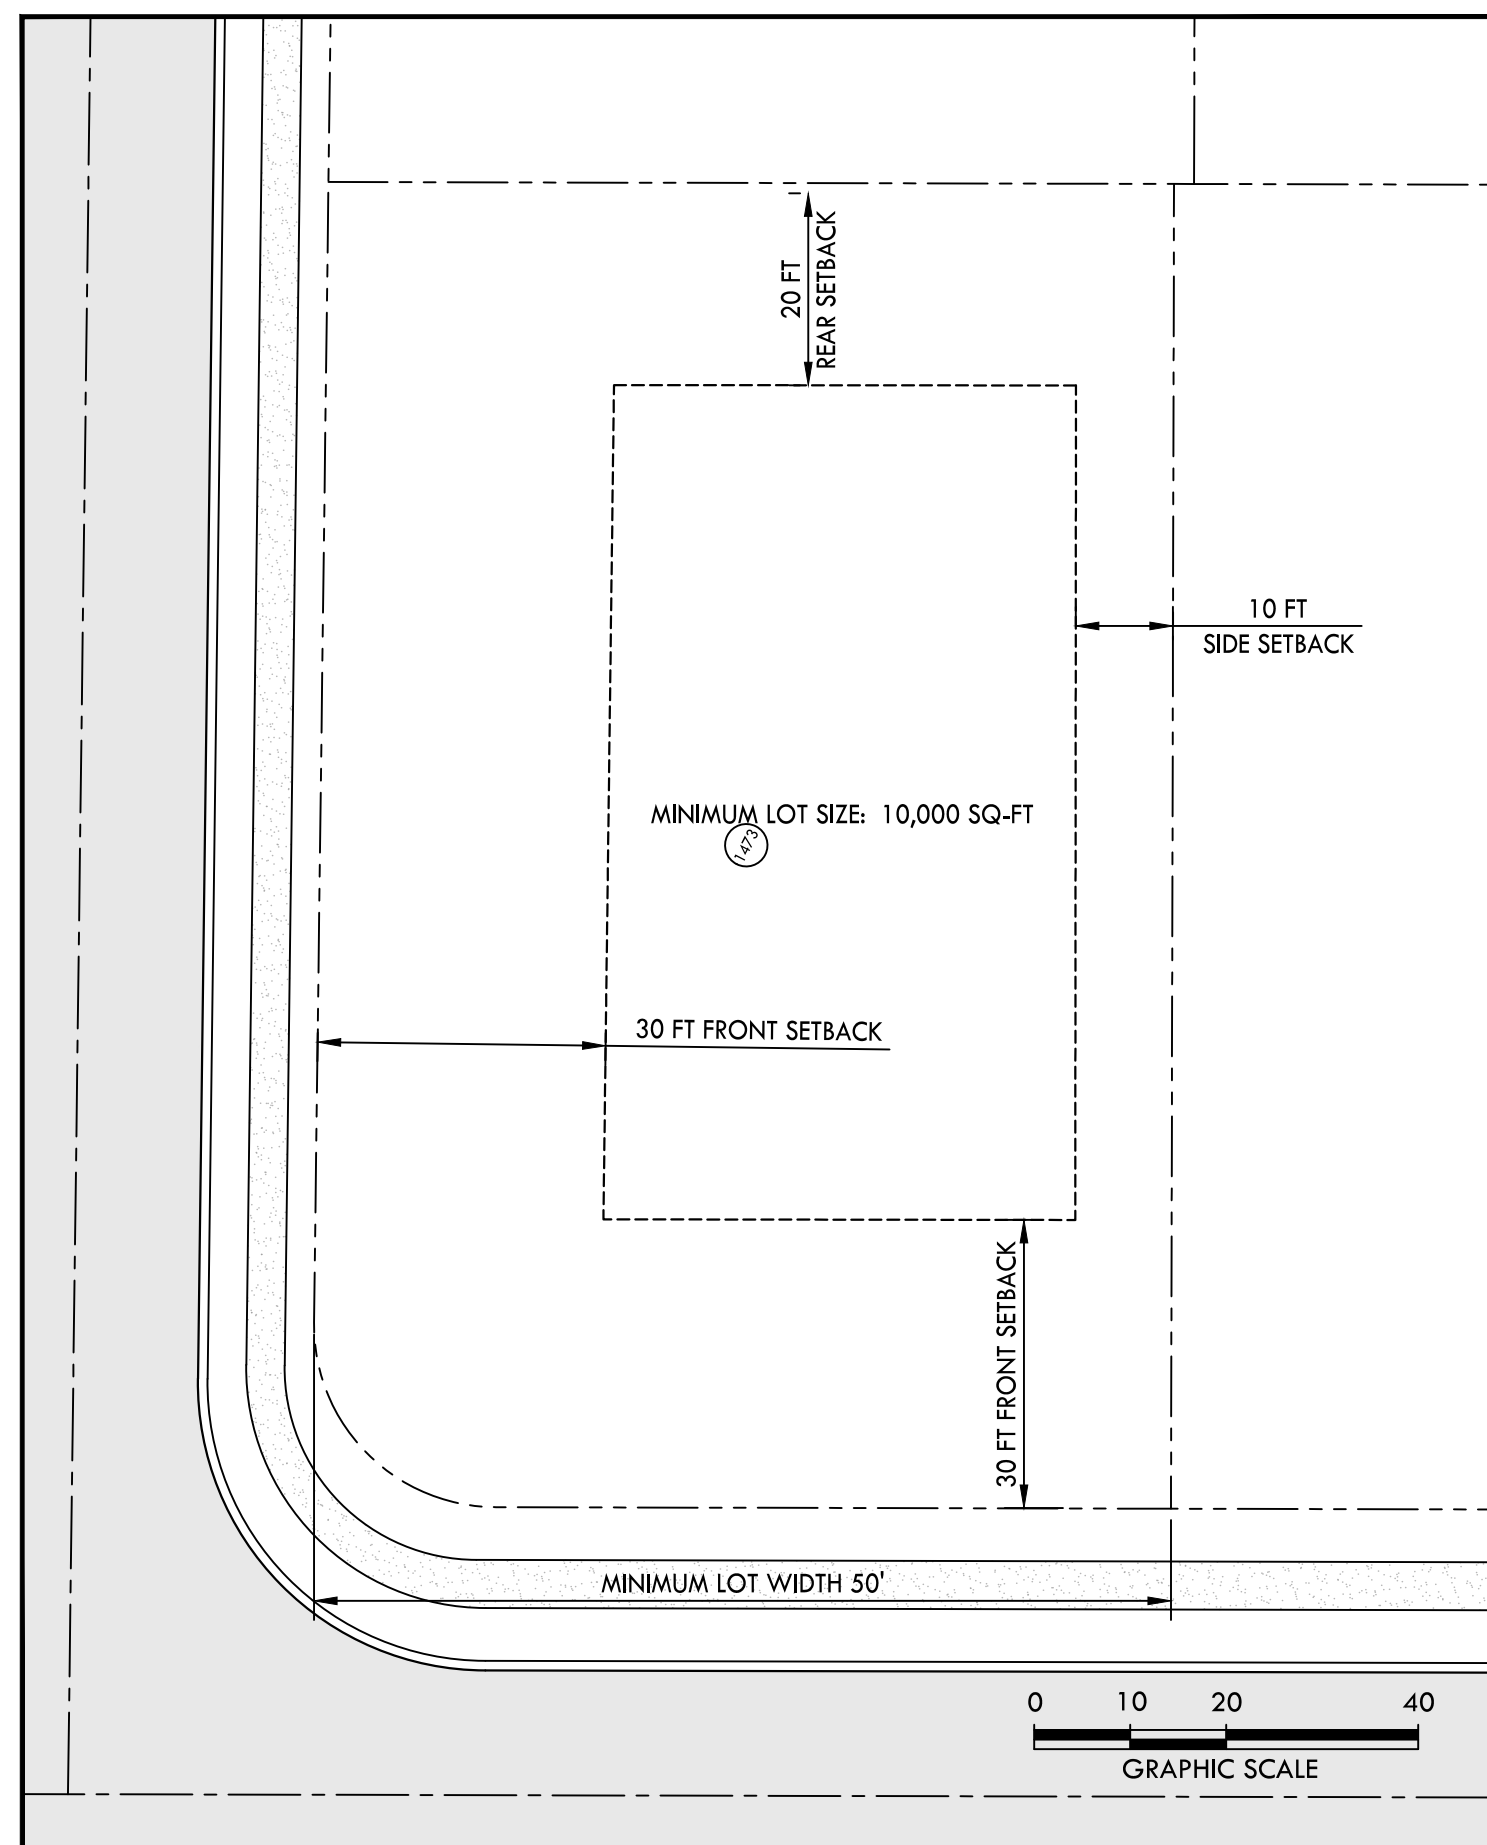 20 FT
REAR SETBACK
10 FT
SIDE SETBACK
MINIMUM LOT SIZE: 10,000 SQ-FT
1473
30 FT FRONT SETBACK
30 FT FRONT SETBACK
MINIMUM LOT WIDTH 50'
0 10 20 40
GRAPHIC SCALE